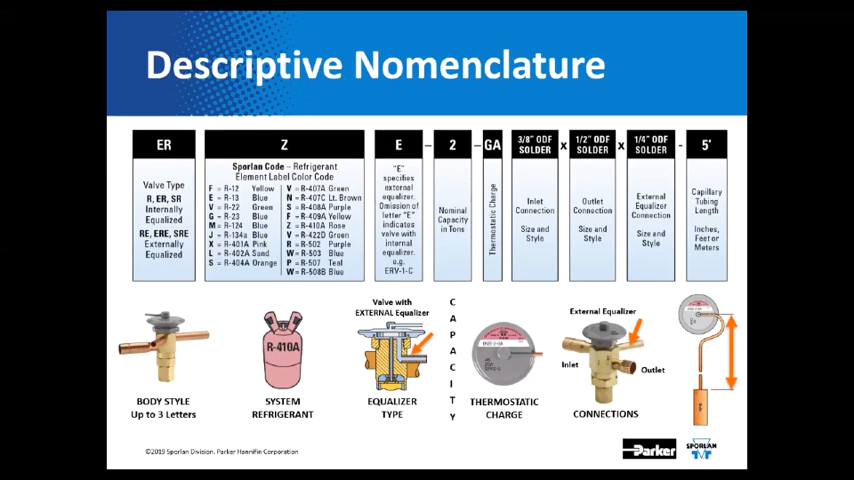 Descriptive Nomenclature
ER Z E - 2 - GA 3/8" ODF SOLDER x 1/2" ODF SOLDER x 1/4" ODF SOLDER - 5'
Valve Type
R, ER, SR
Internally
Equalized
RE, ERE, SRE
Externally
Equalized
Sporlan Code – Refrigerant
Element Label Color Code
F = R-12 Yellow
E = R-13 Blue
V = R-22 Green
G = R-23 Blue
M = R-124 Blue
J = R-134a Blue
X = R-401A Pink
L = R-402A Sand
S = R-404A Orange
V = R-407A Green
N = R-407C Lt. Brown
S = R-408A Purple
F = R-409A Yellow
Z = R-410A Rose
V = R-422D Green
R = R-502 Purple
W = R-503 Blue
P = R-507 Teal
W = R-508B Blue
"E"
specifies
external
equalizer.
Omission of
letter "E"
indicates
valve with
internal
equalizer.
e.g.
ERV-1-C
Nominal
Capacity
in Tons
Thermostatic Charge
Inlet
Connection
Size and
Style
Outlet
Connection
Size and
Style
External
Equalizer
Connection
Size and
Style
Capillary
Tubing
Length
Inches,
Feet or
Meters
BODY STYLE
Up to 3 Letters
R-410A
SYSTEM
REFRIGERANT
Valve with
EXTERNAL Equalizer
EQUALIZER
TYPE
CAPACITY
THERMOSTATIC
CHARGE
External Equalizer
Inlet
Outlet
CONNECTIONS
©2019 Sporlan Division, Parker Hannifin Corporation
Parker
SPORLAN